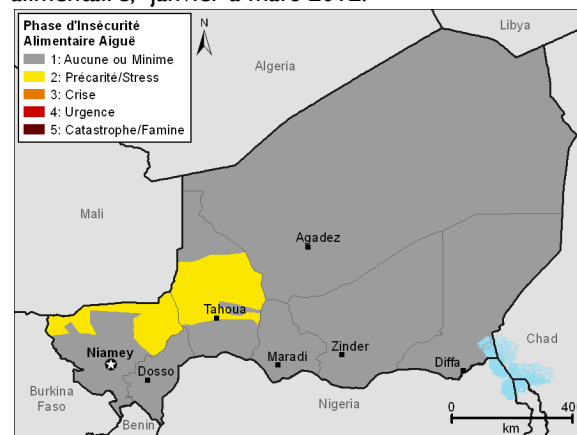 alimentaire, janvier à mars 2012.
Phase d'Insécurité
Alimentaire Aiguë
1: Aucune ou Minime
2: Précarité/Stress
3: Crise
4: Urgence
5: Catastrophe/Famine
N
Libya
Algeria
Mali
Agadez
Tahoua
Niamey
Dosso
Maradi
Zinder
Diffa
Chad
Burkina
Faso
Benin
Nigeria
0 40
km